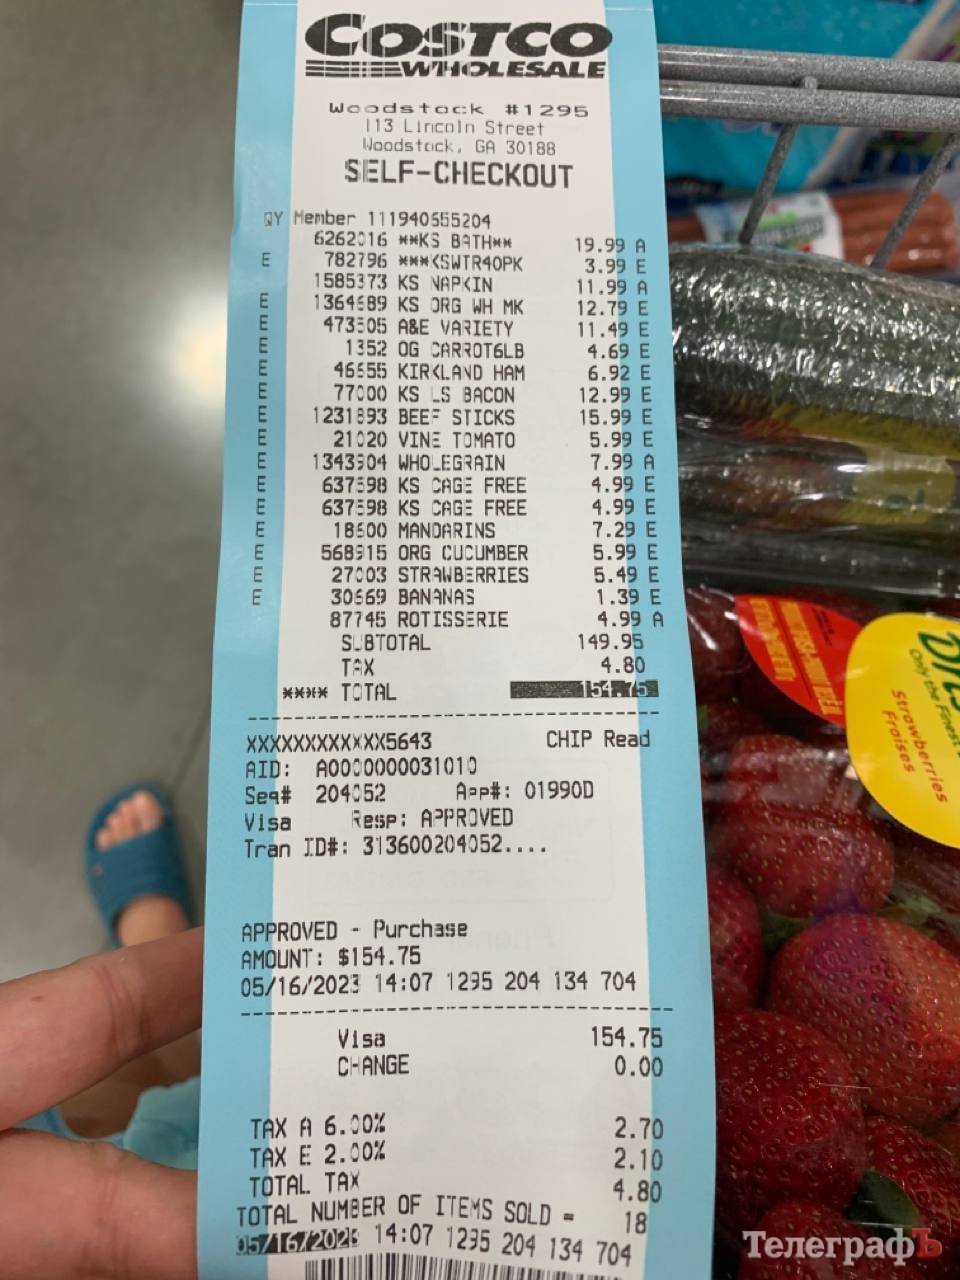 COSTCO
WHOLESALE
Woodstock #1295
113 Lincoln Street
Woodstock, GA 30188
SELF-CHECKOUT
QY Member 111940655204
6262016 **KS BATH** 19.99 A
E 782796 ***KSWTR40PK 3.99 E
1585373 KS NAPKIN 11.99 A
E 1364689 KS ORG WH MK 12.79 E
E 473505 A&E VARIETY 11.49 E
E 1352 OG CARROT6LB 4.69 E
E 46655 KIRKLAND HAM 6.92 E
E 77000 KS LS BACON 12.99 E
E 1231893 BEEF STICKS 15.99 E
E 21020 VINE TOMATO 5.99 E
E 1343904 WHOLEGRAIN 7.99 A
E 637598 KS CAGE FREE 4.99 E
E 637598 KS CAGE FREE 4.99 E
E 18600 MANDARINS 7.29 E
E 568915 ORG CUCUMBER 5.99 E
E 27003 STRAWBERRIES 5.49 E
E 30669 BANANAS 1.39 E
87745 ROTISSERIE 4.99 A
SUBTOTAL 149.95
TAX 4.80
**** TOTAL 154.75
XXXXXXXXXXXX5643 CHIP Read
AID: A0000000031010
Seq# 204052 App#: 01990D
Visa Resp: APPROVED
Tran ID#: 313600204052....
APPROVED - Purchase
AMOUNT: $154.75
05/16/2023 14:07 1295 204 134 704
Visa 154.75
CHANGE 0.00
TAX A 6.00% 2.70
TAX E 2.00% 2.10
TOTAL TAX 4.80
TOTAL NUMBER OF ITEMS SOLD = 18
05/16/2023 14:07 1295 204 134 704
Only the Finest
Strawberries
Fraises
ТелеграфЪ